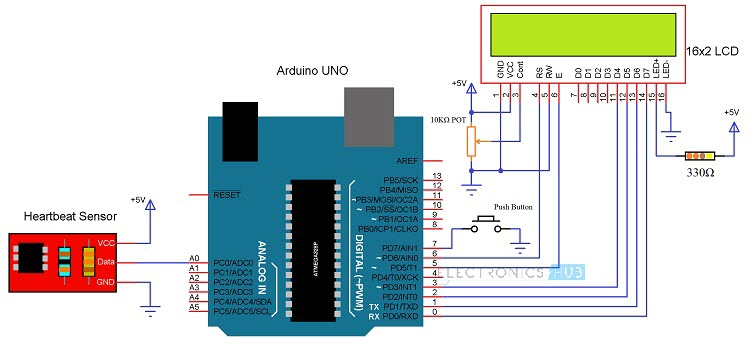 GND
VCC
Cont
RS
RW
E
D0
D1
D2
D3
D4
D5
D6
D7
LED+
LED-
16x2 LCD
1
2
3
4
5
6
7
8
9
10
11
12
13
14
15
16
+5V
10KΩ POT
+5V
330Ω
Arduino UNO
AREF
RESET
PB5/SCK
13
PB4/MISO
12
~PB3/MOSI/OC2A
11
~ PB2/SS/OC1B
10
~ PB1/OC1A
9
PB0/ICP1/CLKO
8
Push Button
PD7/AIN1
7
~ PD6/AIN0
6
~ PD5/T1
5
PD4/T0/XCK
4
~PD3/INT1
3
PD2/INT0
2
TX PD1/TXD
1
RX PD0/RXD
0
ANALOG IN
ATMEGA328P
DIGITAL (~PWM)
A0 PC0/ADC0
A1 PC1/ADC1
A2 PC2/ADC2
A3 PC3/ADC3
A4 PC4/ADC4/SDA
A5 PC5/ADC5/SCL
+5V
Heartbeat Sensor
VCC
Data
GND
ELECTRONICS HUB